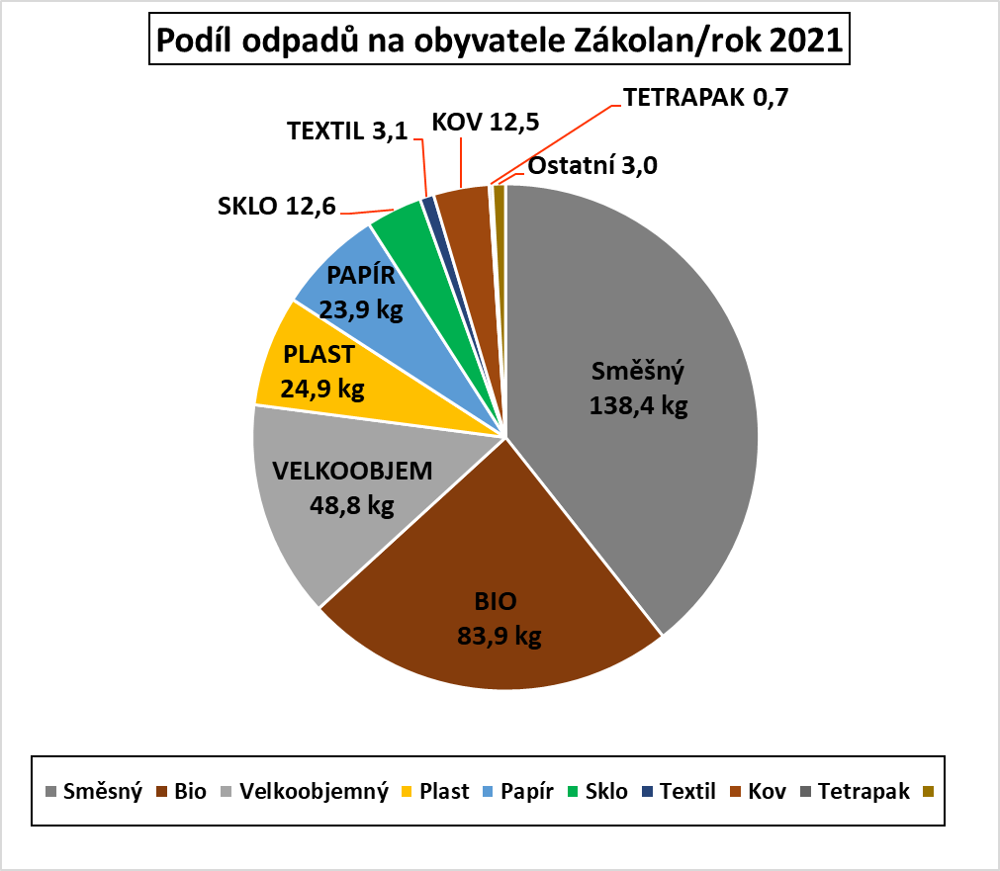 Podíl odpadů na obyvatele Zákolan/rok 2021
TETRAPAK 0,7
KOV 12,5
TEXTIL 3,1
Ostatní 3,0
SKLO 12,6
PAPÍR
23,9 kg
PLAST
24,9 kg
Směšný
138,4 kg
VELKOOBJEM
48,8 kg
BIO
83,9 kg
Směsný Bio Velkoobjemný Plast Papír Sklo Textil Kov Tetrapak